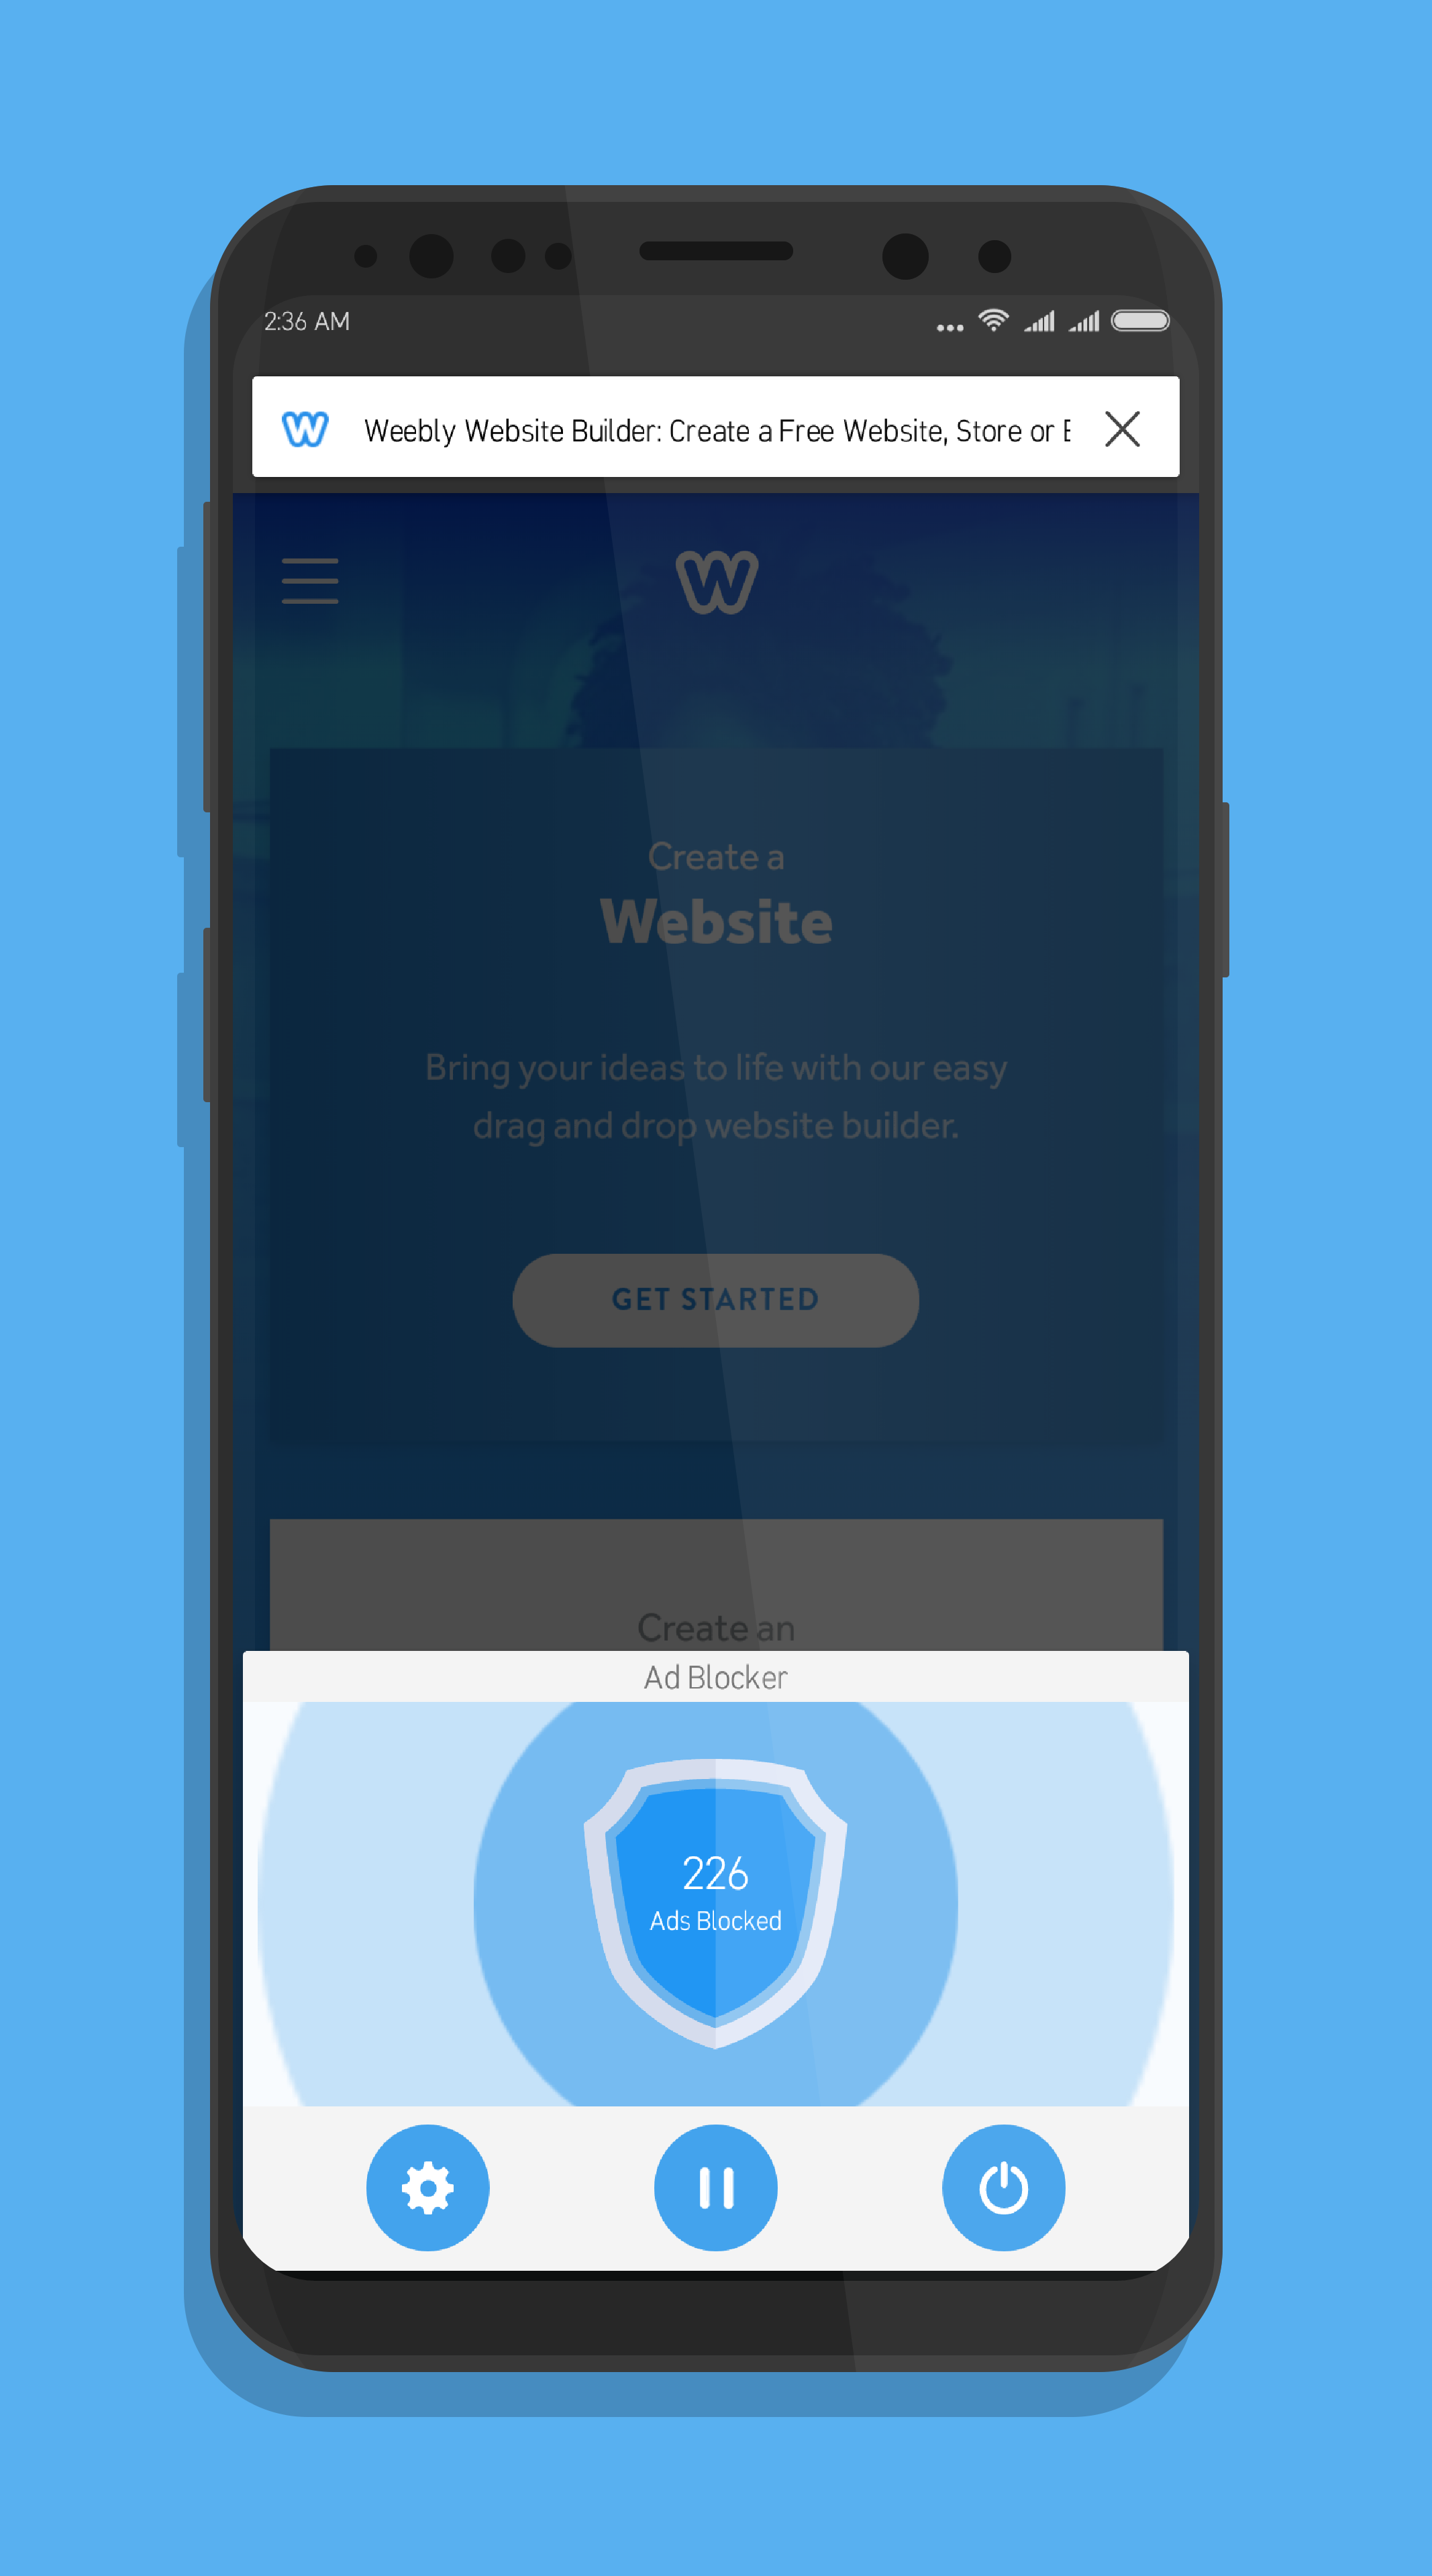 2:36 AM
Weebly Website Builder: Create a Free Website, Store or
Create a
Website
Bring your ideas to life with our easy
drag and drop website builder.
GET STARTED
Create an
Ad Blocker
226
Ads Blocked